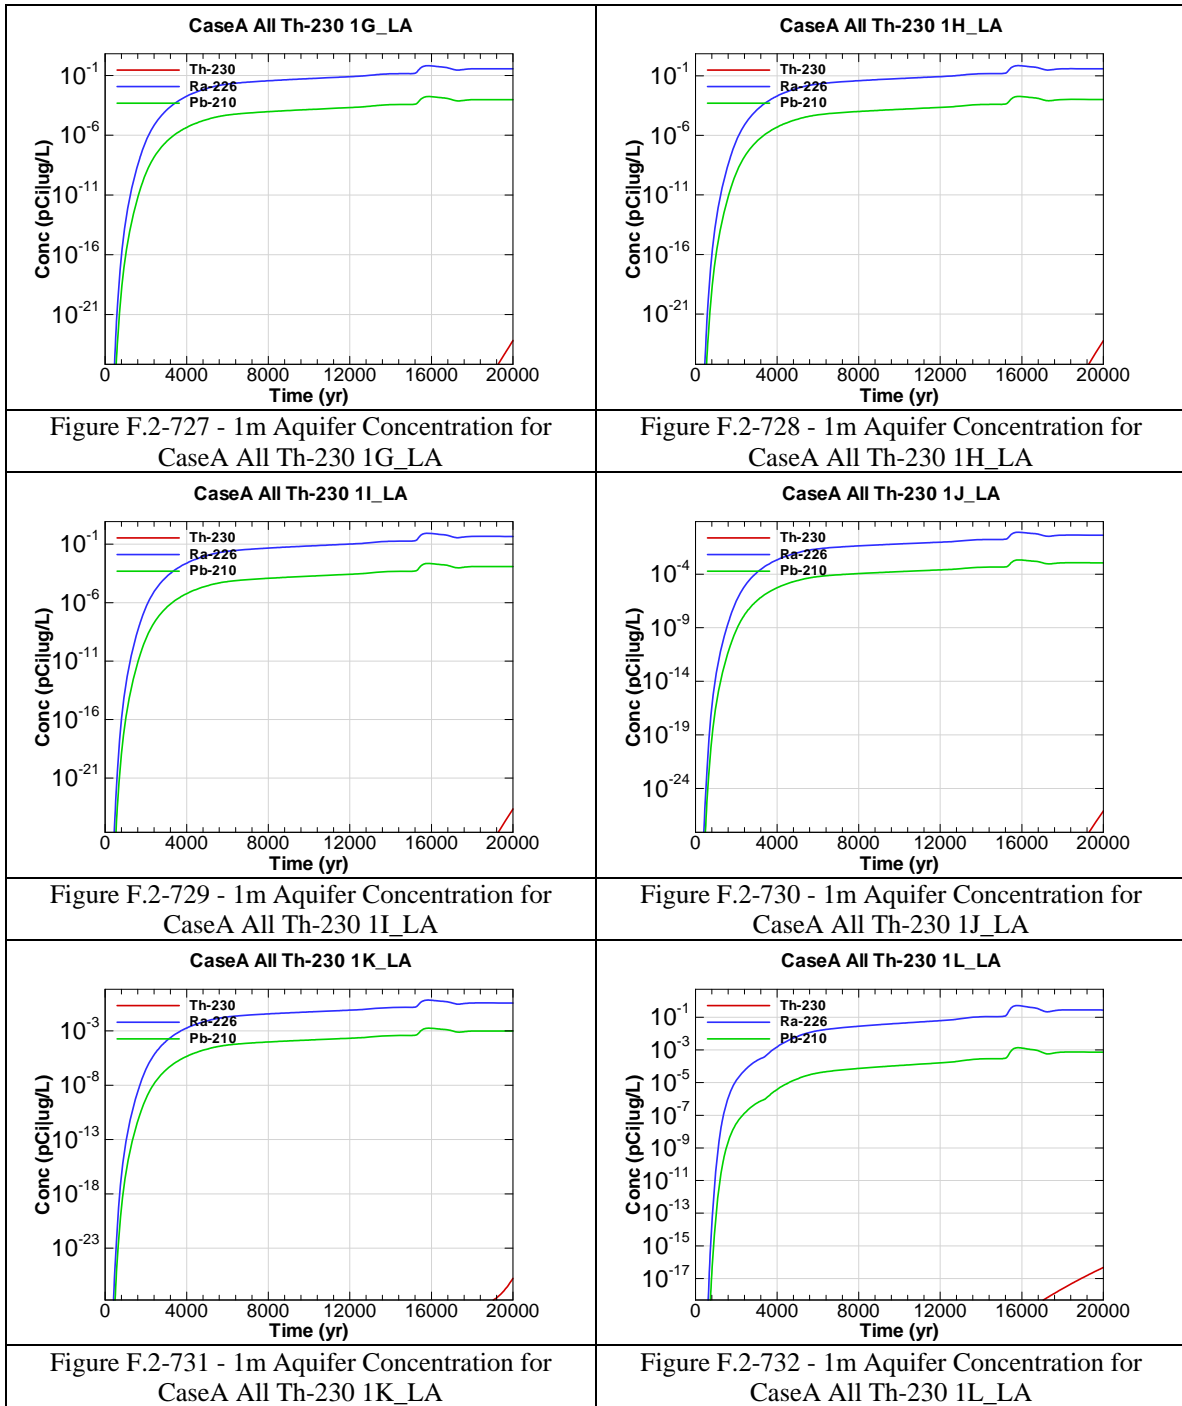 CaseA All Th-230 1G_LA
Th-230
Ra-226
Pb-210
10^-1
10^-6
10^-11
10^-16
10^-21
Conc (pCi|ug/L)
0 4000 8000 12000 16000 20000
Time (yr)
Figure F.2-727 - 1m Aquifer Concentration for
CaseA All Th-230 1G_LA
CaseA All Th-230 1H_LA
Th-230
Ra-226
Pb-210
10^-1
10^-6
10^-11
10^-16
10^-21
Conc (pCi|ug/L)
0 4000 8000 12000 16000 20000
Time (yr)
Figure F.2-728 - 1m Aquifer Concentration for
CaseA All Th-230 1H_LA
CaseA All Th-230 1I_LA
Th-230
Ra-226
Pb-210
10^-1
10^-6
10^-11
10^-16
10^-21
Conc (pCi|ug/L)
0 4000 8000 12000 16000 20000
Time (yr)
Figure F.2-729 - 1m Aquifer Concentration for
CaseA All Th-230 1I_LA
CaseA All Th-230 1J_LA
Th-230
Ra-226
Pb-210
10^-4
10^-9
10^-14
10^-19
10^-24
Conc (pCi|ug/L)
0 4000 8000 12000 16000 20000
Time (yr)
Figure F.2-730 - 1m Aquifer Concentration for
CaseA All Th-230 1J_LA
CaseA All Th-230 1K_LA
Th-230
Ra-226
Pb-210
10^-3
10^-8
10^-13
10^-18
10^-23
Conc (pCi|ug/L)
0 4000 8000 12000 16000 20000
Time (yr)
Figure F.2-731 - 1m Aquifer Concentration for
CaseA All Th-230 1K_LA
CaseA All Th-230 1L_LA
Th-230
Ra-226
Pb-210
10^-1
10^-3
10^-5
10^-7
10^-9
10^-11
10^-13
10^-15
10^-17
Conc (pCi|ug/L)
0 4000 8000 12000 16000 20000
Time (yr)
Figure F.2-732 - 1m Aquifer Concentration for
CaseA All Th-230 1L_LA